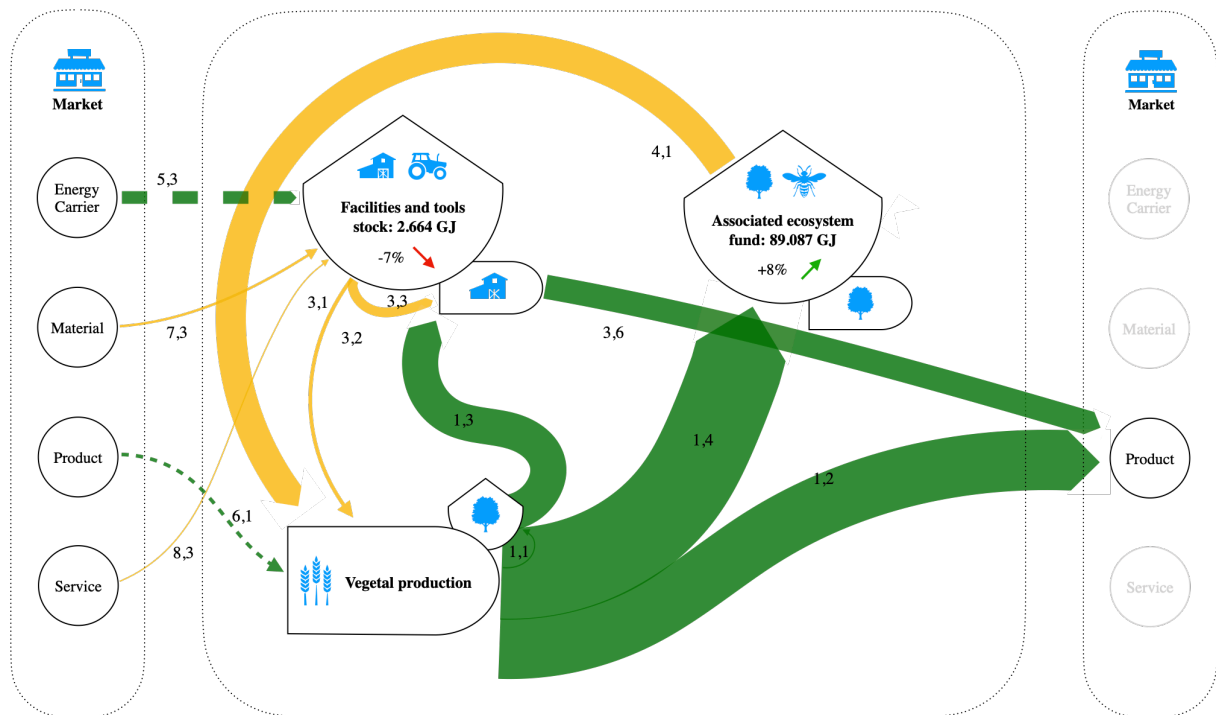 Market
Energy
Carrier
Material
Product
Service
5,3
7,3
6,1
8,3
Facilities and tools
stock: 2.664 GJ
-7%
3,1
3,3
3,2
4,1
Associated ecosystem
fund: 89.087 GJ
+8%
3,6
1,3
1,4
1,2
1,1
Vegetal production
Market
Energy
Carrier
Material
Product
Service